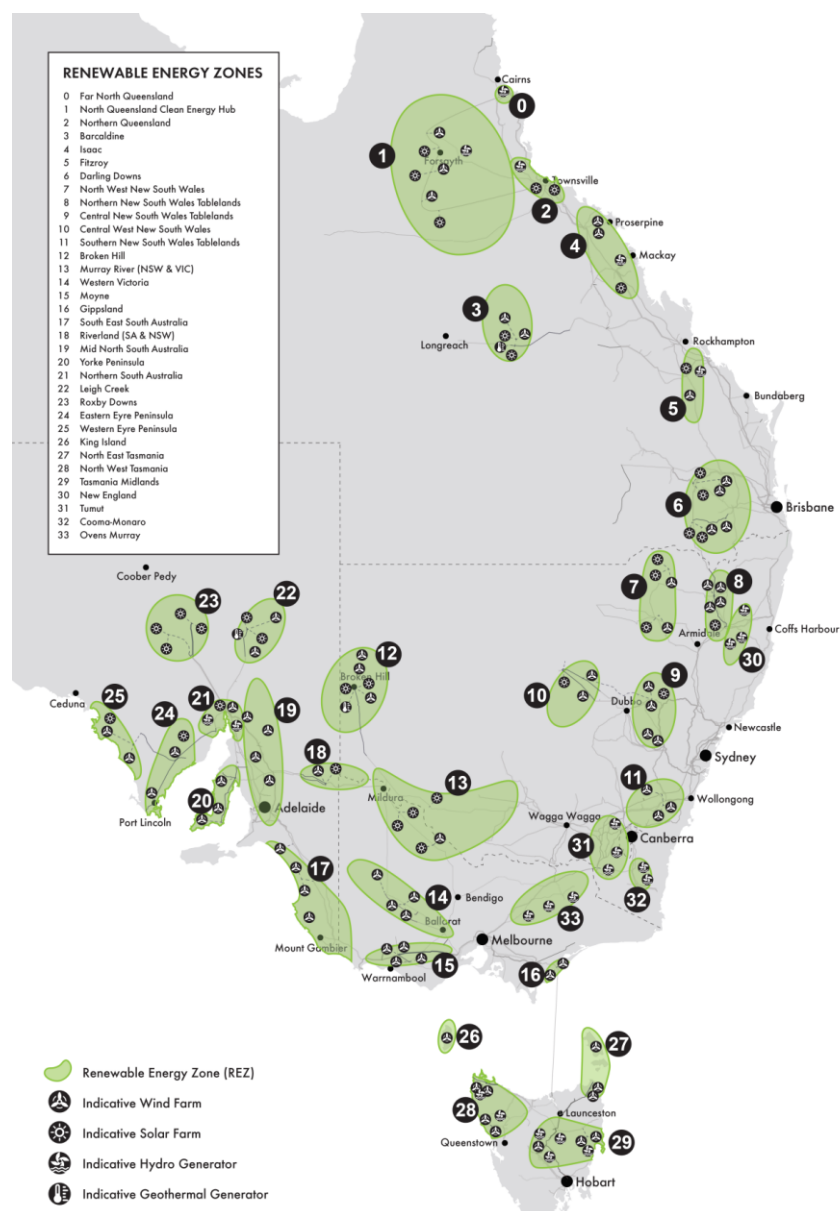 RENEWABLE ENERGY ZONES
0 Far North Queensland
1 North Queensland Clean Energy Hub
2 Northern Queensland
3 Barcaldine
4 Isaac
5 Fitzroy
6 Darling Downs
7 North West New South Wales
8 Northern New South Wales Tablelands
9 Central New South Wales Tablelands
10 Central West New South Wales
11 Southern New South Wales Tablelands
12 Broken Hill
13 Murray River (NSW & VIC)
14 Western Victoria
15 Moyne
16 Gippsland
17 South East South Australia
18 Riverland (SA & NSW)
19 Mid North South Australia
20 Yorke Peninsula
21 Northern South Australia
22 Leigh Creek
23 Roxby Downs
24 Eastern Eyre Peninsula
25 Western Eyre Peninsula
26 King Island
27 North East Tasmania
28 North West Tasmania
29 Tasmania Midlands
30 New England
31 Tumut
32 Cooma-Monaro
33 Ovens Murray
Cairns
0
1
Forsyth
Townsville
2
Proserpine
4
Mackay
3
Longreach
Rockhampton
5
Bundaberg
6
Brisbane
Coober Pedy
23
22
7
8
Armidale
Coffs Harbour
30
12
Broken Hill
Ceduna
25
24
21
19
10
9
Dubbo
Newcastle
Sydney
18
20
Port Lincoln
Adelaide
Mildura
13
11
Wollongong
Wagga Wagga
Canberra
31
32
17
Mount Gambier
14
Bendigo
Ballarat
33
Melbourne
15
Warrnambool
16
26
27
28
Queenstown
Launceston
29
Hobart
Renewable Energy Zone (REZ)
Indicative Wind Farm
Indicative Solar Farm
Indicative Hydro Generator
Indicative Geothermal Generator